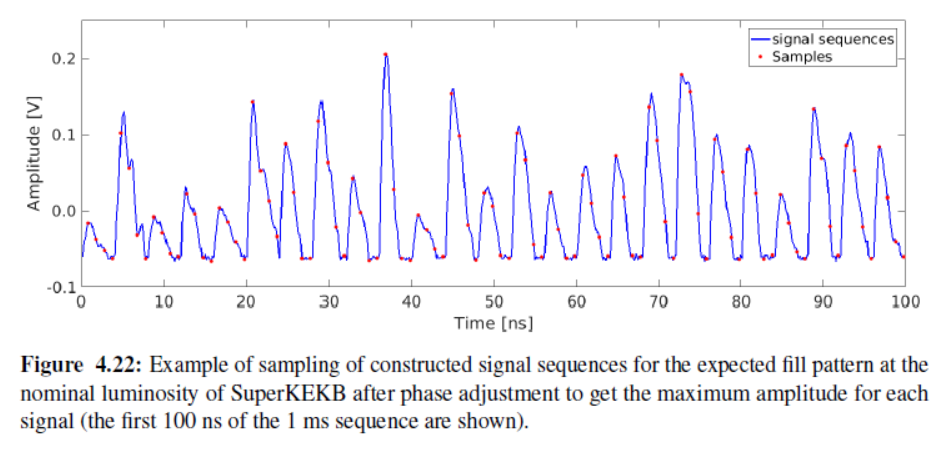 signal sequences
Samples
0.2
0.1
0.0
-0.1
Amplitude [V]
0 10 20 30 40 50 60 70 80 90 100
Time [ns]
Figure 4.22: Example of sampling of constructed signal sequences for the expected fill pattern at the
nominal luminosity of SuperKEKB after phase adjustment to get the maximum amplitude for each
signal (the first 100 ns of the 1 ms sequence are shown).